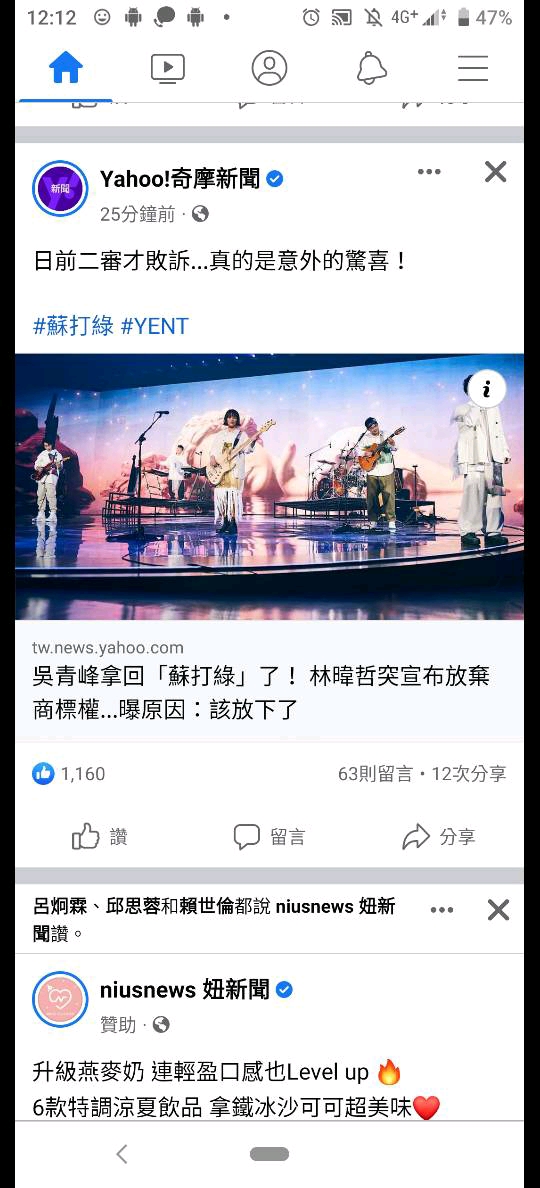 12:12
4G+
47%
新聞
Yahoo!奇摩新聞
25分鐘前 ·
日前二審才敗訴...真的是意外的驚喜！
#蘇打綠 #YENT
tw.news.yahoo.com
吳青峰拿回「蘇打綠」了！ 林暐哲突宣布放棄
商標權...曝原因：該放下了
1,160
63則留言 • 12次分享
讚
留言
分享
呂炯霖、邱思蓉和賴世倫都說 niusnews 妞新
聞讚。
niusnews 妞新聞
贊助 ·
升級燕麥奶 連輕盈口感也Level up 🔥
6款特調涼夏飲品 拿鐵冰沙可可超美味❤️